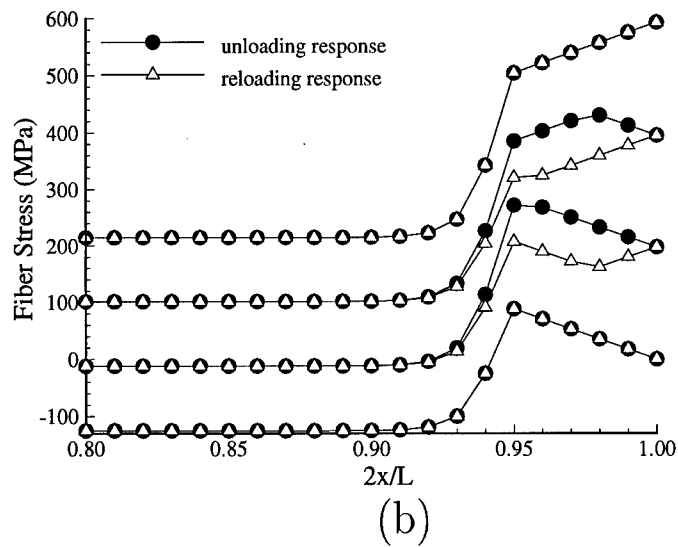 600
500
400
300
200
100
0
-100
Fiber Stress (MPa)
unloading response
reloading response
0.80
0.85
0.90
0.95
1.00
2x/L
(b)